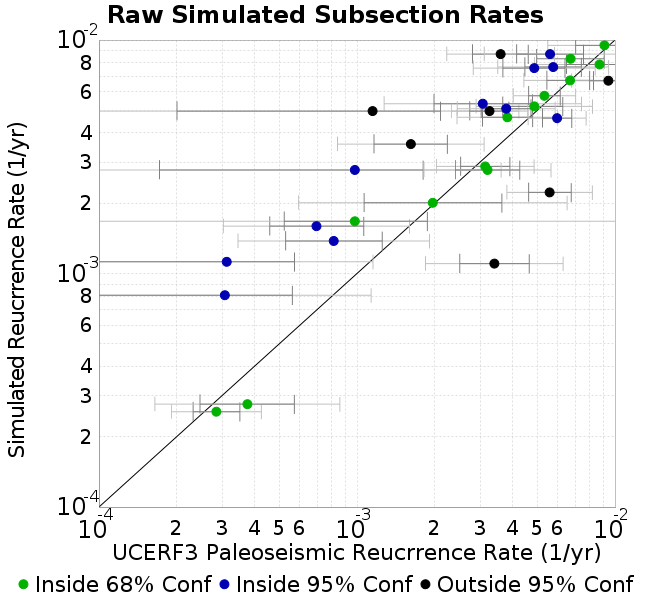 Raw Simulated Subsection Rates
10-2
8
6
4
3
2
10-3
8
6
4
3
2
10-4
Simulated Reucrrence Rate (1/yr)
10-4 2 3 4 5 6 10-3 2 3 4 5 6 10-2
UCERF3 Paleoseismic Reucrrence Rate (1/yr)
Inside 68% Conf Inside 95% Conf Outside 95% Conf